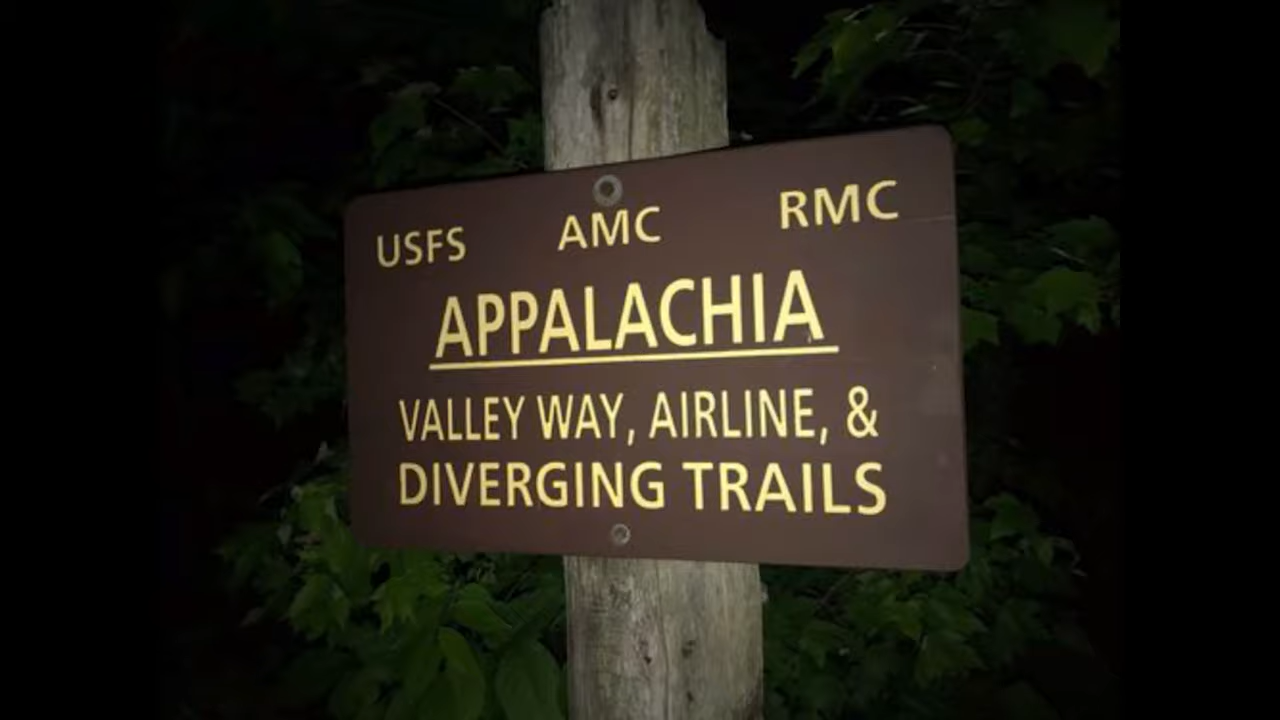 USFS AMC RMC
APPALACHIA
VALLEY WAY, AIRLINE, &
DIVERGING TRAILS